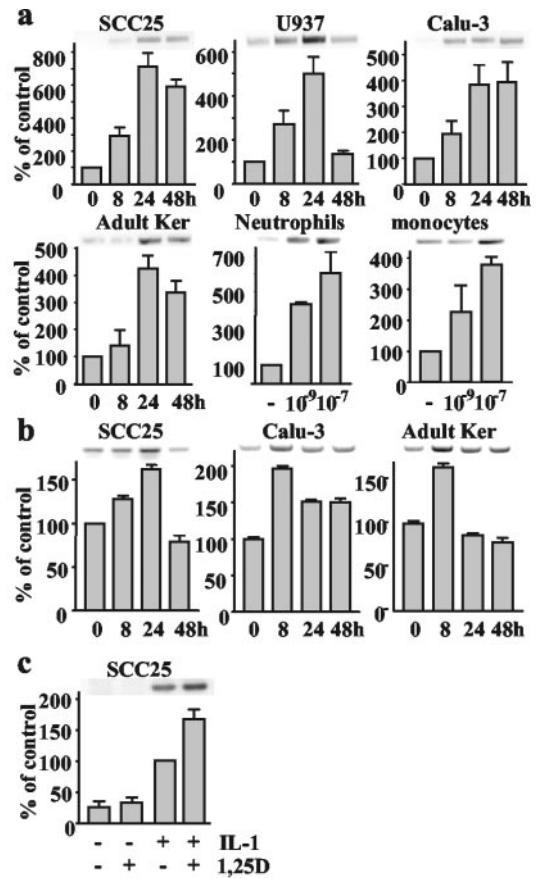 a
SCC25 U937 Calu-3
% of control
800 600 400 200 0
600 400 200 0
500 400 300 200 100 0
0 8 24 48h 0 8 24 48h 0 8 24 48h
Adult Ker Neutrophils monocytes
% of control
500 400 300 200 100 0
700 500 300 100 0
400 300 200 100 0
0 8 24 48h - 10-9 10-7 - 10-9 10-7
b
SCC25 Calu-3 Adult Ker
% of control
150 100 50 0
200 150 100 50 0
150 100 50 0
0 8 24 48h 0 8 24 48h 0 8 24 48h
c
SCC25
% of control
200 150 100 50 0
- - + + IL-1
- + - + 1,25D